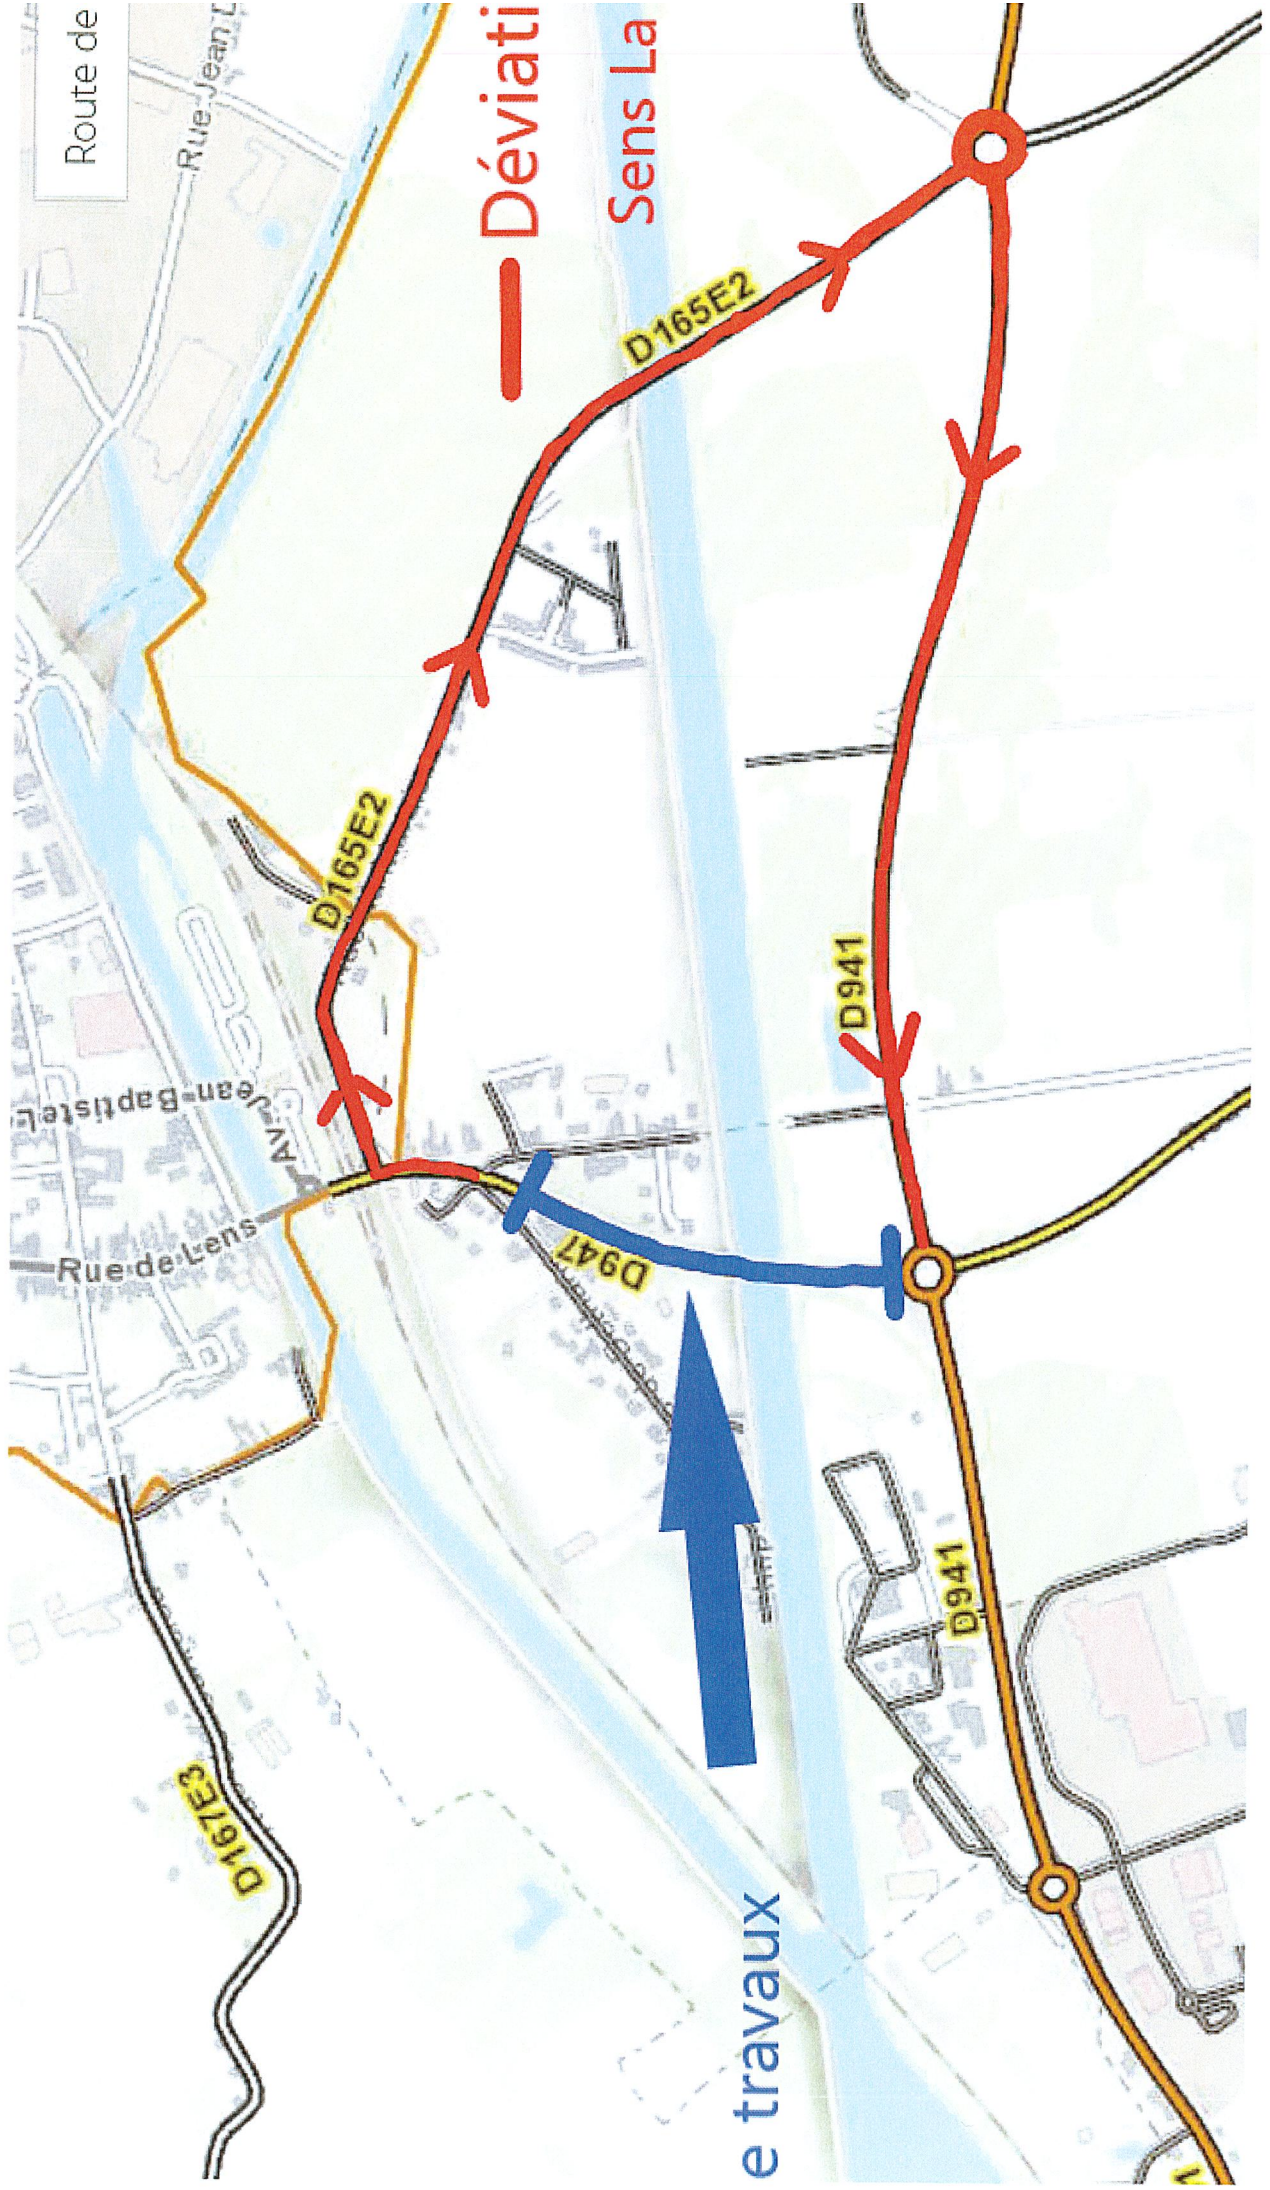 Route de
Rue Jean
Déviati
Sens La
D165E2
D165E2
D941
Av. Jean-Baptiste L
Rue de Lens
D947
D941
D167E3
e travaux